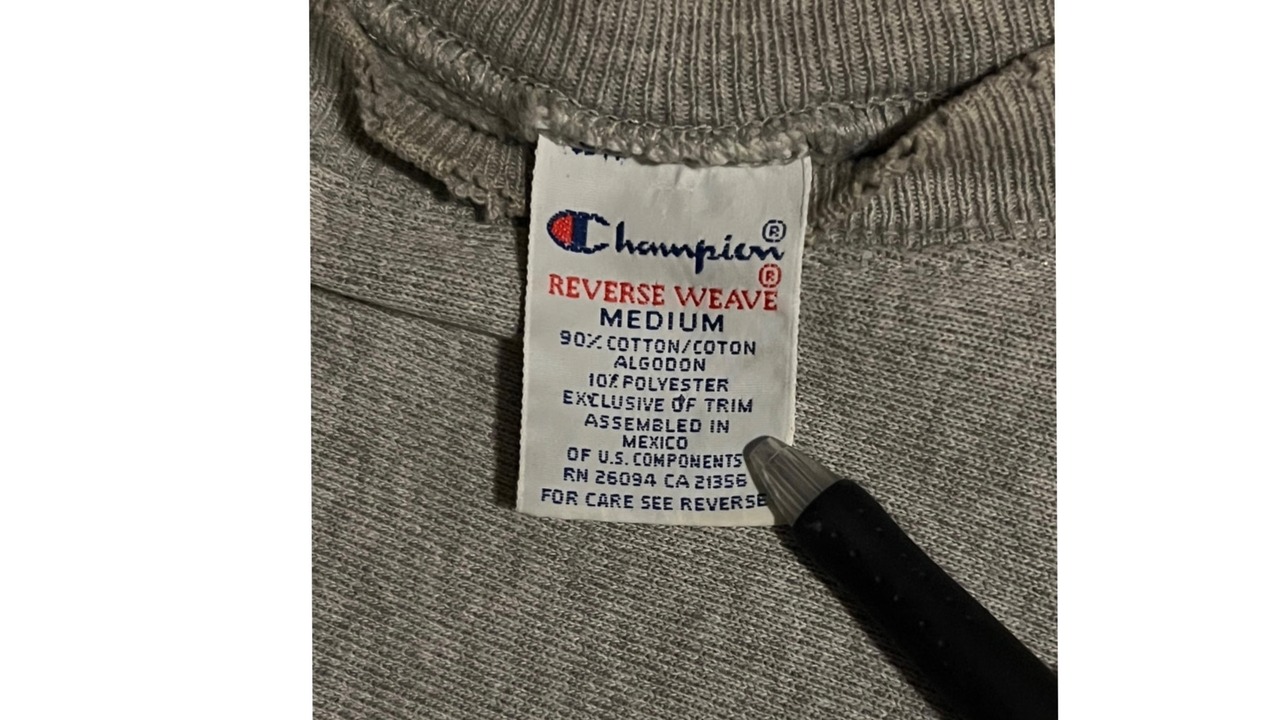 Champion®
REVERSE WEAVE®
MEDIUM
90% COTTON/COTON
ALGODON
10% POLYESTER
EXCLUSIVE OF TRIM
ASSEMBLED IN
MEXICO
OF U.S. COMPONENTS
RN 26094 CA 21356
FOR CARE SEE REVERSE